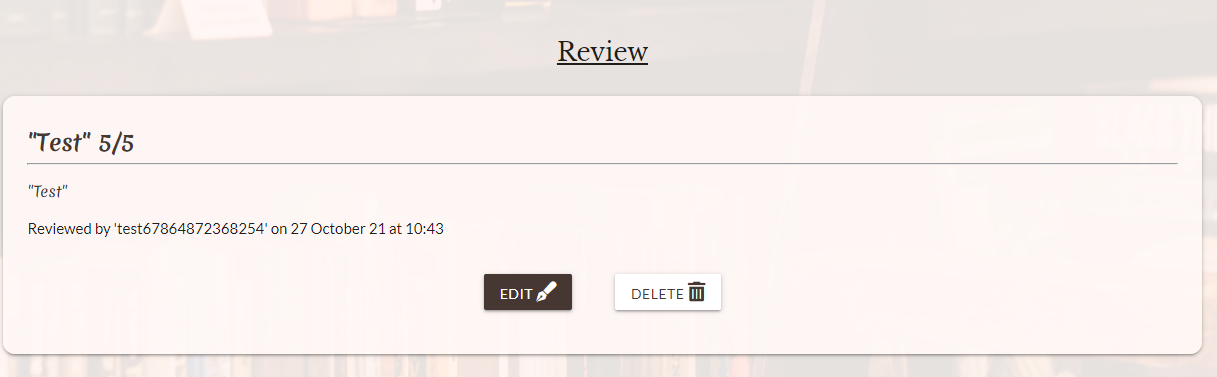 Review
"Test" 5/5
"Test"
Reviewed by 'test67864872368254' on 27 October 21 at 10:43
EDIT
DELETE